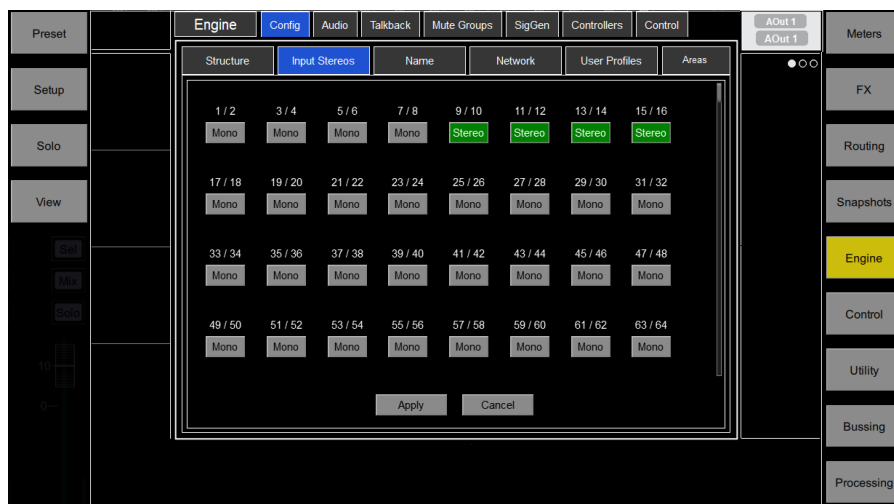 Preset
Setup
Solo
View
Sel
Mix
Solo
10
0
Engine Config Audio Talkback Mute Groups SigGen Controllers Control
Structure Input Stereos Name Network User Profiles Areas
1 / 2 3 / 4 5 / 6 7 / 8 9 / 10 11 / 12 13 / 14 15 / 16
Mono Mono Mono Mono Stereo Stereo Stereo Stereo
17 / 18 19 / 20 21 / 22 23 / 24 25 / 26 27 / 28 29 / 30 31 / 32
Mono Mono Mono Mono Mono Mono Mono Mono
33 / 34 35 / 36 37 / 38 39 / 40 41 / 42 43 / 44 45 / 46 47 / 48
Mono Mono Mono Mono Mono Mono Mono Mono
49 / 50 51 / 52 53 / 54 55 / 56 57 / 58 59 / 60 61 / 62 63 / 64
Mono Mono Mono Mono Mono Mono Mono Mono
Apply Cancel
AOut 1
AOut 1
Meters
FX
Routing
Snapshots
Engine
Control
Utility
Bussing
Processing